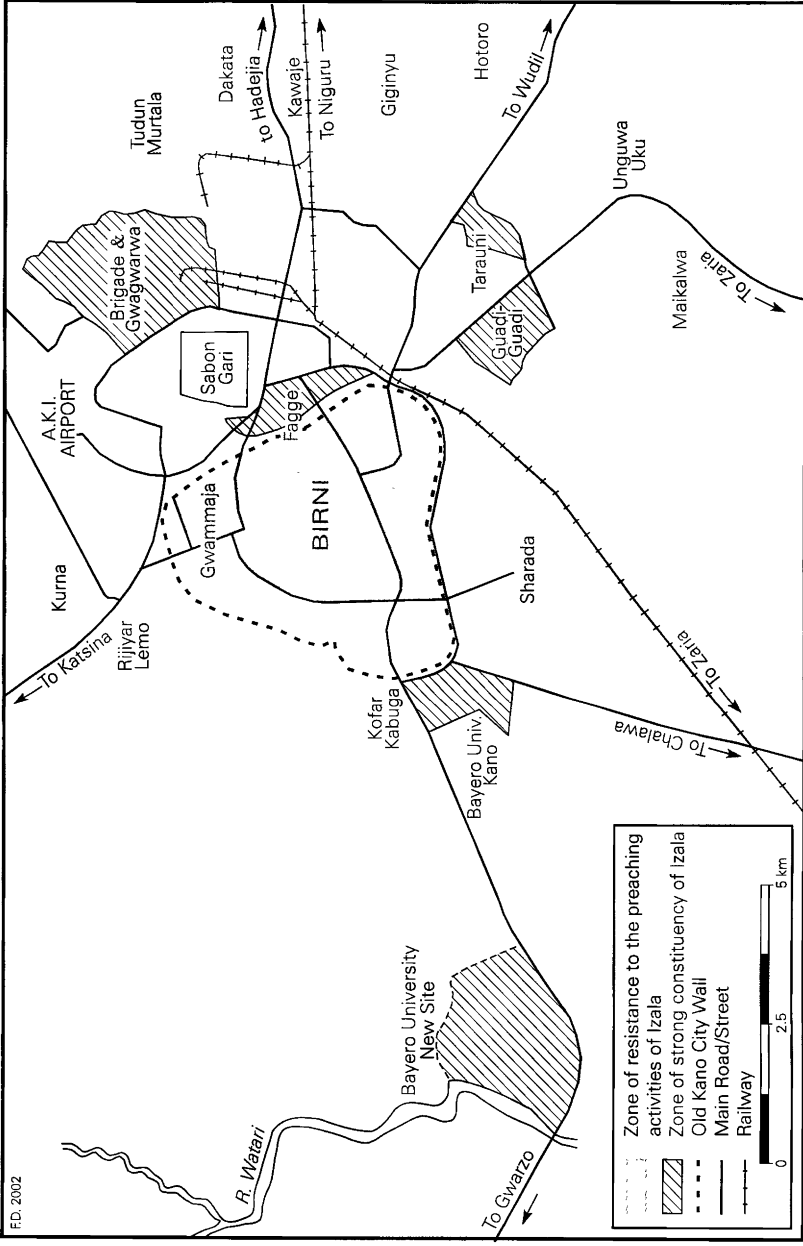 F.D. 2002
Tudun
Murtala
Dakata
to Hadejia
Kawaje
To Niguru
Giginyu
Hotoro
To Wudil
Brigade &
Gwagwarwa
A.K.I.
AIRPORT
Sabon
Gari
Fagge
Tarauni
Guadi-
Guadi
Unguwa
Uku
Maikalwa
To Zaria
Kurna
To Katsina
Rijiyar
Lemo
Gwammaja
BIRNI
Sharada
Kofar
Kabuga
Bayero Univ.
Kano
To Chalawa
To Zaria
Bayero University
New Site
R. Watari
To Gwarzo
Zone of resistance to the preaching
activities of Izala
Zone of strong constituency of Izala
Old Kano City Wall
Main Road/Street
Railway
0
2.5
5 km